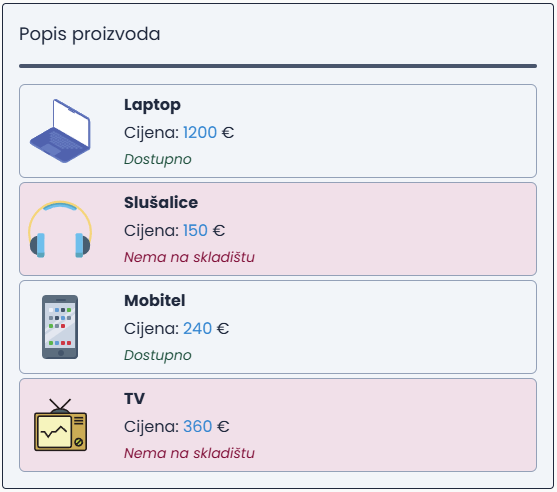 Popis proizvoda
Laptop
Cijena: 1200 €
Dostupno
Slušalice
Cijena: 150 €
Nema na skladištu
Mobitel
Cijena: 240 €
Dostupno
TV
Cijena: 360 €
Nema na skladištu